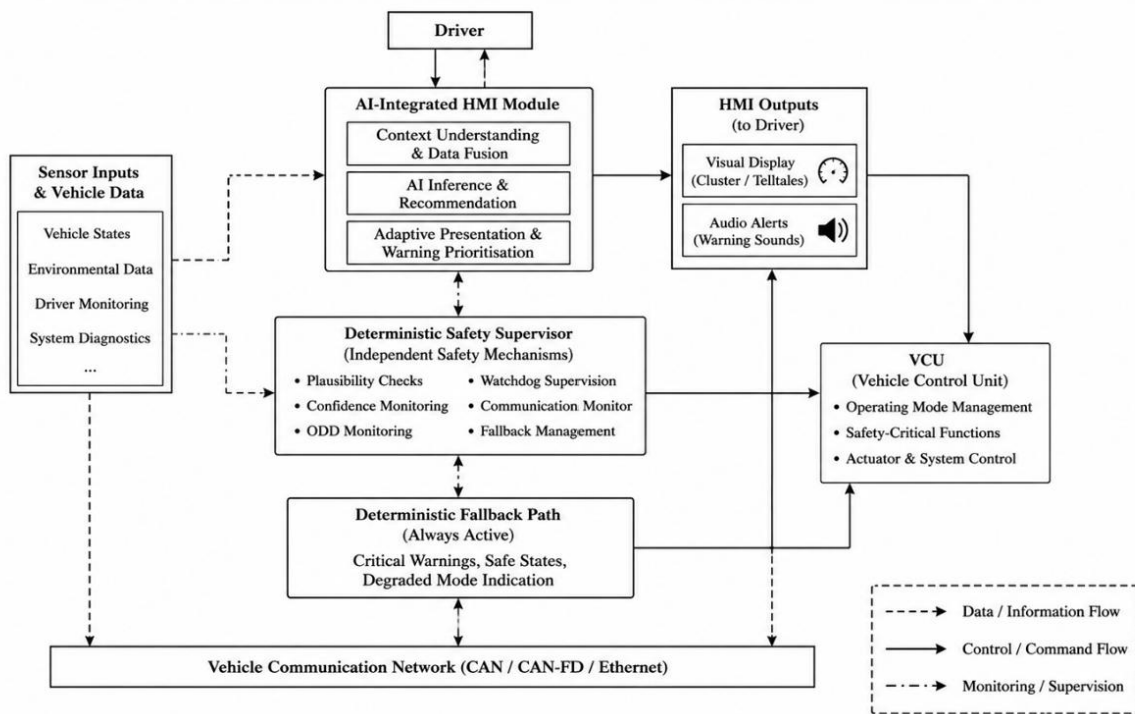 Driver
AI-Integrated HMI Module
Context Understanding
& Data Fusion
AI Inference &
Recommendation
Adaptive Presentation &
Warning Prioritisation
HMI Outputs
(to Driver)
Visual Display
(Cluster / Telltales)
Audio Alerts
(Warning Sounds)
Sensor Inputs
& Vehicle Data
Vehicle States
Environmental Data
Driver Monitoring
System Diagnostics
...
Deterministic Safety Supervisor
(Independent Safety Mechanisms)
• Plausibility Checks
• Confidence Monitoring
• ODD Monitoring
• Watchdog Supervision
• Communication Monitor
• Fallback Management
VCU
(Vehicle Control Unit)
• Operating Mode Management
• Safety-Critical Functions
• Actuator & System Control
Deterministic Fallback Path
(Always Active)
Critical Warnings, Safe States,
Degraded Mode Indication
Vehicle Communication Network (CAN / CAN-FD / Ethernet)
Data / Information Flow
Control / Command Flow
Monitoring / Supervision